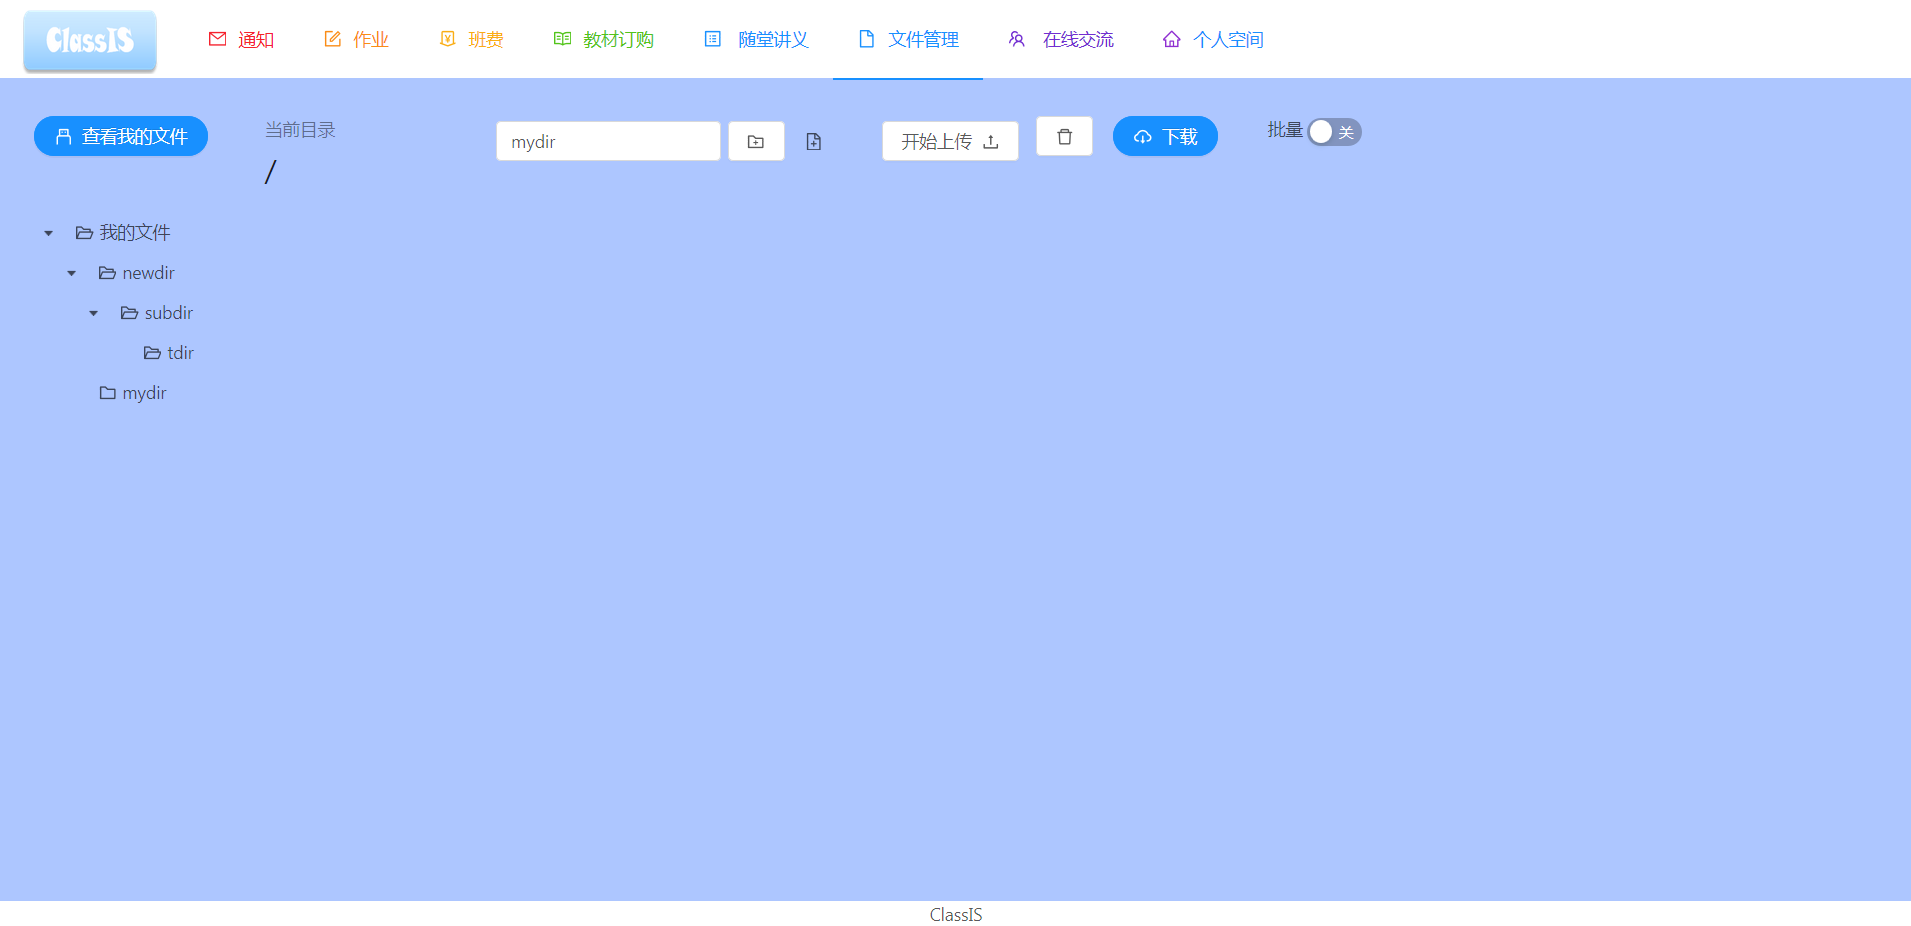 ClassIS
通知
作业
班费
教材订购
随堂讲义
文件管理
在线交流
个人空间
查看我的文件
当前目录
/
mydir
开始上传
下载
批量
关
我的文件
newdir
subdir
tdir
mydir
ClassIS